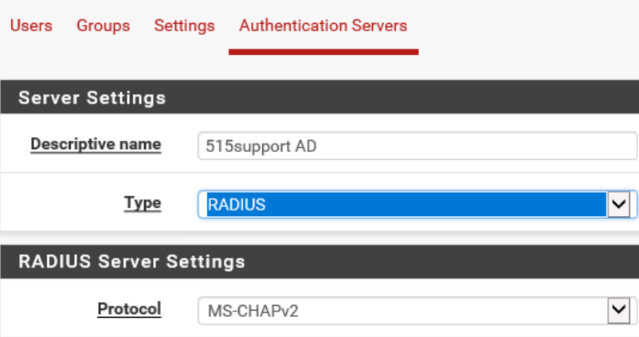 Users Groups Settings Authentication Servers
Server Settings
Descriptive name 515support AD
Type RADIUS
RADIUS Server Settings
Protocol MS-CHAPv2